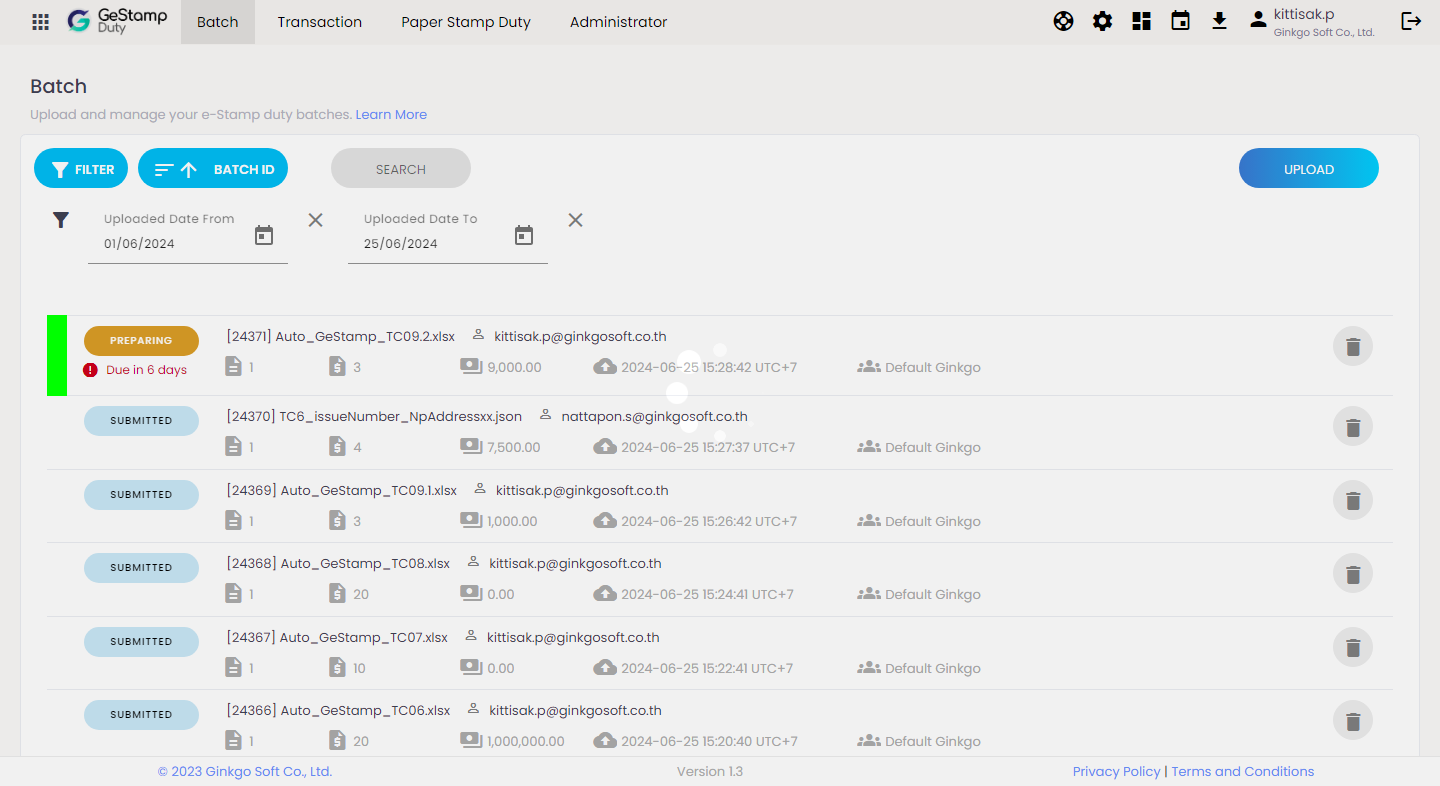 GeStamp
Duty
Batch
Transaction
Paper Stamp Duty
Administrator
kittisak.p
Ginkgo Soft Co., Ltd.
Batch
Upload and manage your e-Stamp duty batches. Learn More
FILTER
BATCH ID
SEARCH
UPLOAD
Uploaded Date From
01/06/2024
Uploaded Date To
25/06/2024
PREPARING
[24371] Auto_GeStamp_TC09.2.xlsx kittisak.p@ginkgosoft.co.th
Due in 6 days
1 3 9,000.00 2024-06-25 15:28:42 UTC+7 Default Ginkgo
SUBMITTED
[24370] TC6_issueNumber_NpAddressxx.json nattapon.s@ginkgosoft.co.th
1 4 7,500.00 2024-06-25 15:27:37 UTC+7 Default Ginkgo
SUBMITTED
[24369] Auto_GeStamp_TC09.1.xlsx kittisak.p@ginkgosoft.co.th
1 3 1,000.00 2024-06-25 15:26:42 UTC+7 Default Ginkgo
SUBMITTED
[24368] Auto_GeStamp_TC08.xlsx kittisak.p@ginkgosoft.co.th
1 20 0.00 2024-06-25 15:24:41 UTC+7 Default Ginkgo
SUBMITTED
[24367] Auto_GeStamp_TC07.xlsx kittisak.p@ginkgosoft.co.th
1 10 0.00 2024-06-25 15:22:41 UTC+7 Default Ginkgo
SUBMITTED
[24366] Auto_GeStamp_TC06.xlsx kittisak.p@ginkgosoft.co.th
1 20 1,000,000.00 2024-06-25 15:20:40 UTC+7 Default Ginkgo
© 2023 Ginkgo Soft Co., Ltd.
Version 1.3
Privacy Policy | Terms and Conditions